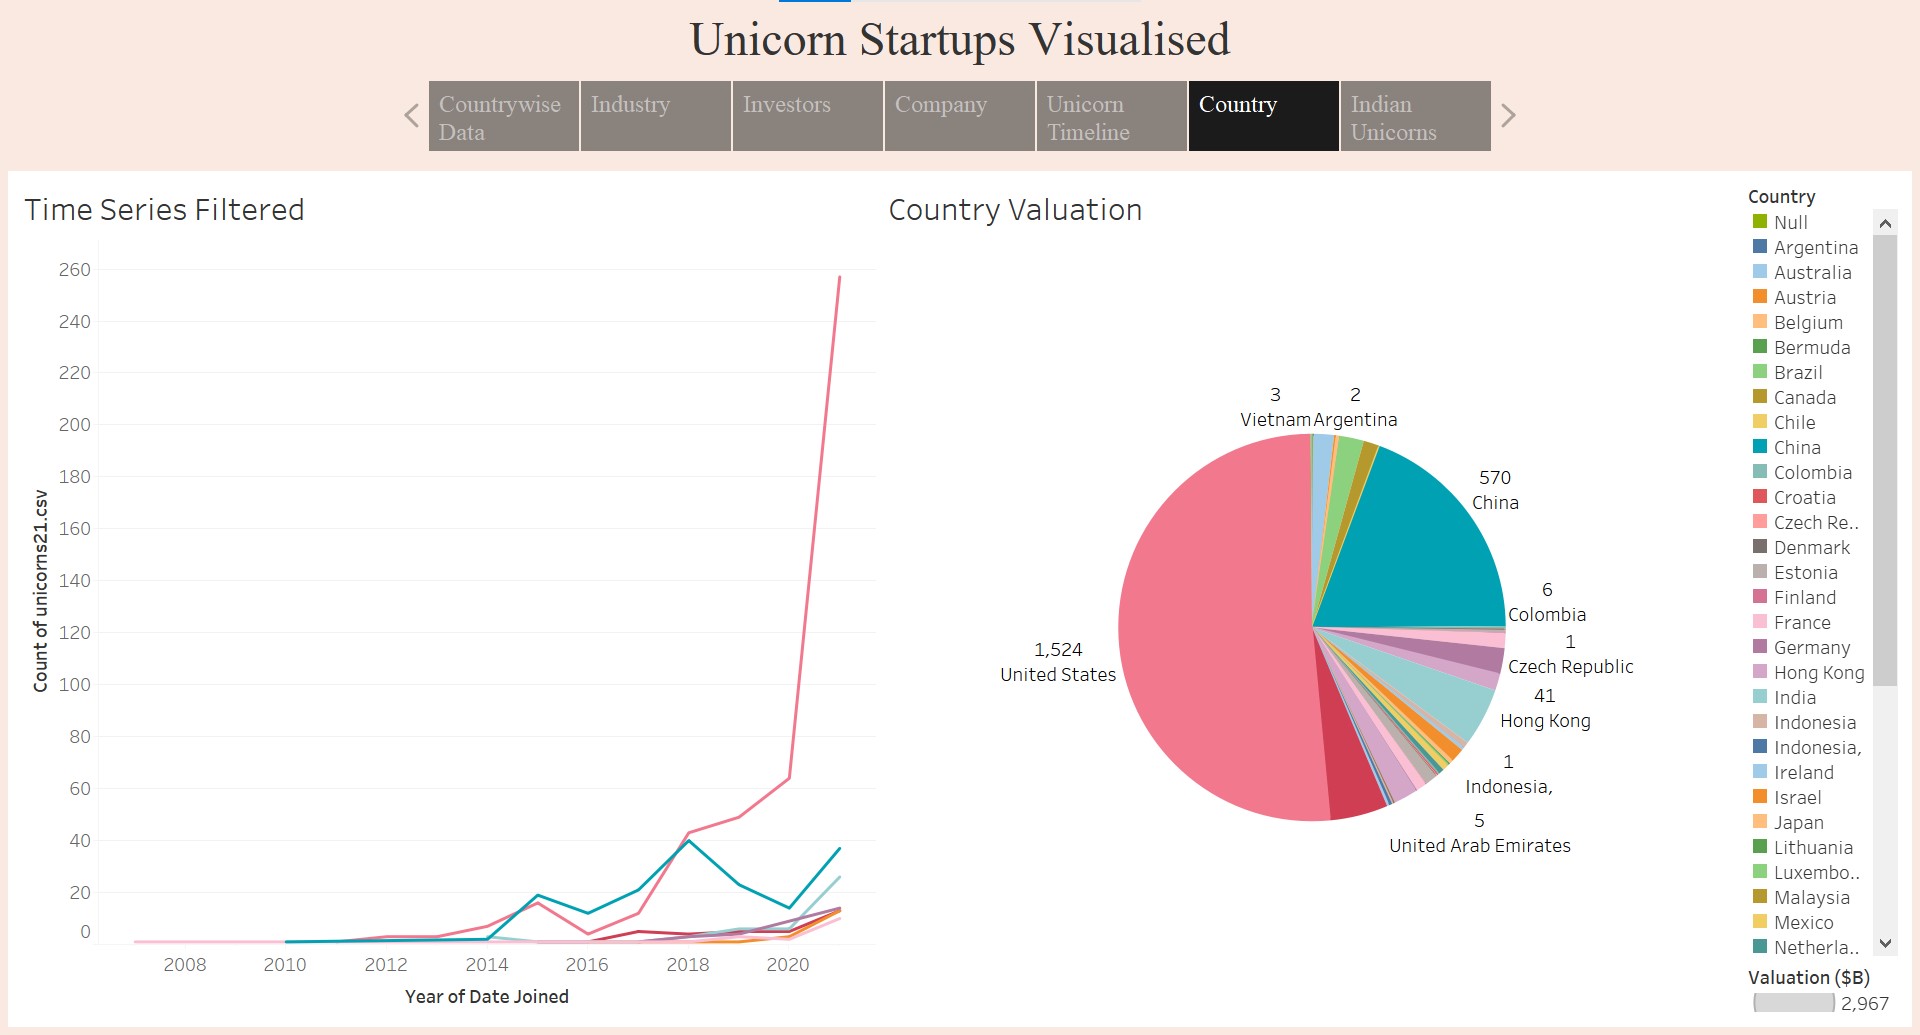 Unicorn Startups Visualised
Countrywise
Data
Industry
Investors
Company
Unicorn
Timeline
Country
Indian
Unicorns
Time Series Filtered
260
240
220
200
180
160
140
120
100
80
60
40
20
0
Count of unicorns21.csv
2008
2010
2012
2014
2016
2018
2020
Year of Date Joined
Country Valuation
3
Vietnam
2
Argentina
570
China
6
Colombia
1
Czech Republic
41
Hong Kong
1
Indonesia,
5
United Arab Emirates
1,524
United States
Country
Null
Argentina
Australia
Austria
Belgium
Bermuda
Brazil
Canada
Chile
China
Colombia
Croatia
Czech Re..
Denmark
Estonia
Finland
France
Germany
Hong Kong
India
Indonesia
Indonesia,
Ireland
Israel
Japan
Lithuania
Luxembo..
Malaysia
Mexico
Netherla..
Valuation ($B)
2,967